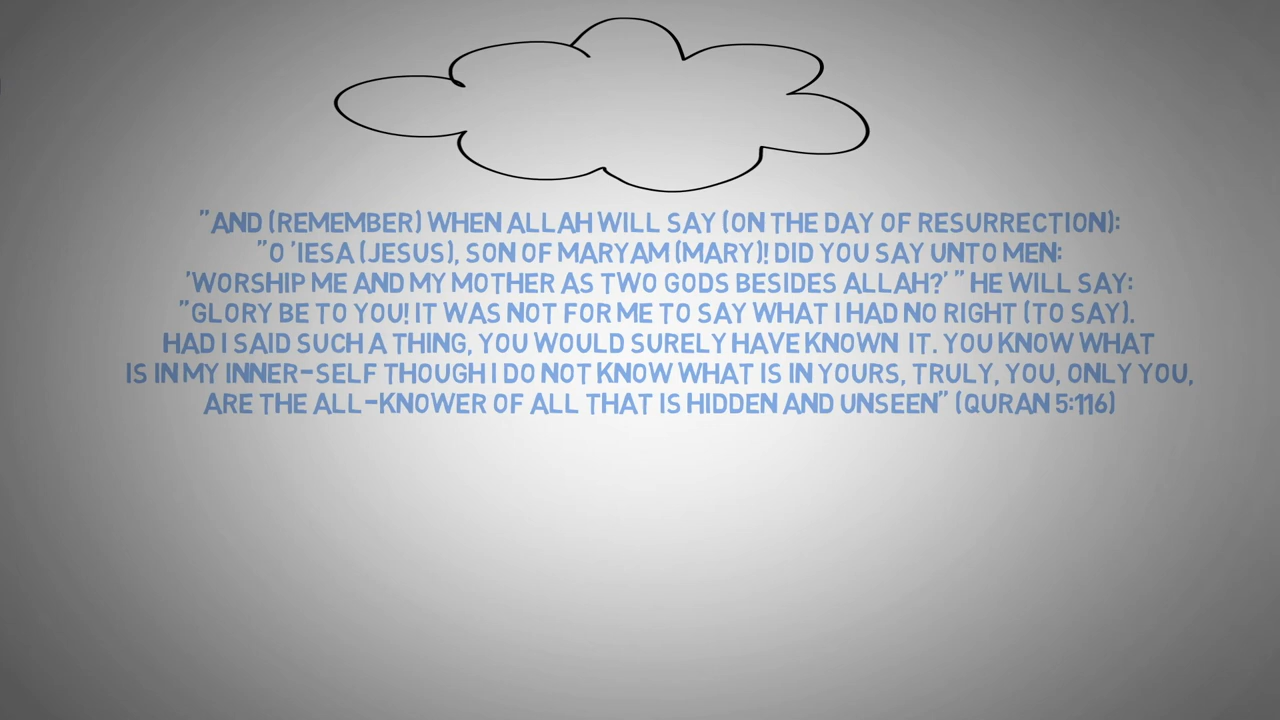 "AND (REMEMBER) WHEN ALLAH WILL SAY (ON THE DAY OF RESURRECTION):
"O 'IESA (JESUS), SON OF MARYAM (MARY)! DID YOU SAY UNTO MEN:
'WORSHIP ME AND MY MOTHER AS TWO GODS BESIDES ALLAH?' " HE WILL SAY:
"GLORY BE TO YOU! IT WAS NOT FOR ME TO SAY WHAT I HAD NO RIGHT (TO SAY).
HAD I SAID SUCH A THING, YOU WOULD SURELY HAVE KNOWN IT. YOU KNOW WHAT
IS IN MY INNER-SELF THOUGH I DO NOT KNOW WHAT IS IN YOURS, TRULY, YOU, ONLY YOU,
ARE THE ALL-KNOWER OF ALL THAT IS HIDDEN AND UNSEEN" (QURAN 5:116)